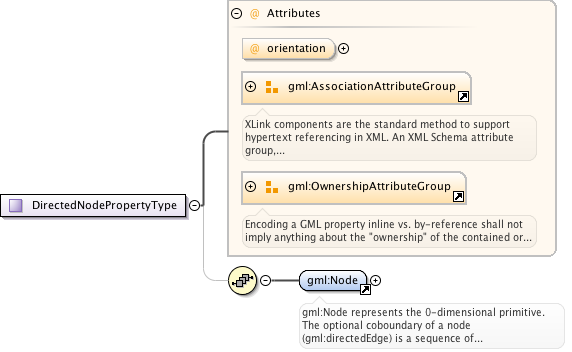 @ Attributes
@ orientation
gml:AssociationAttributeGroup
XLink components are the standard method to support
hypertext referencing in XML. An XML Schema attribute
group,...
gml:OwnershipAttributeGroup
Encoding a GML property inline vs. by-reference shall not
imply anything about the "ownership" of the contained or...
DirectedNodePropertyType
gml:Node
gml:Node represents the 0-dimensional primitive.
The optional coboundary of a node
(gml:directedEdge) is a sequence of...